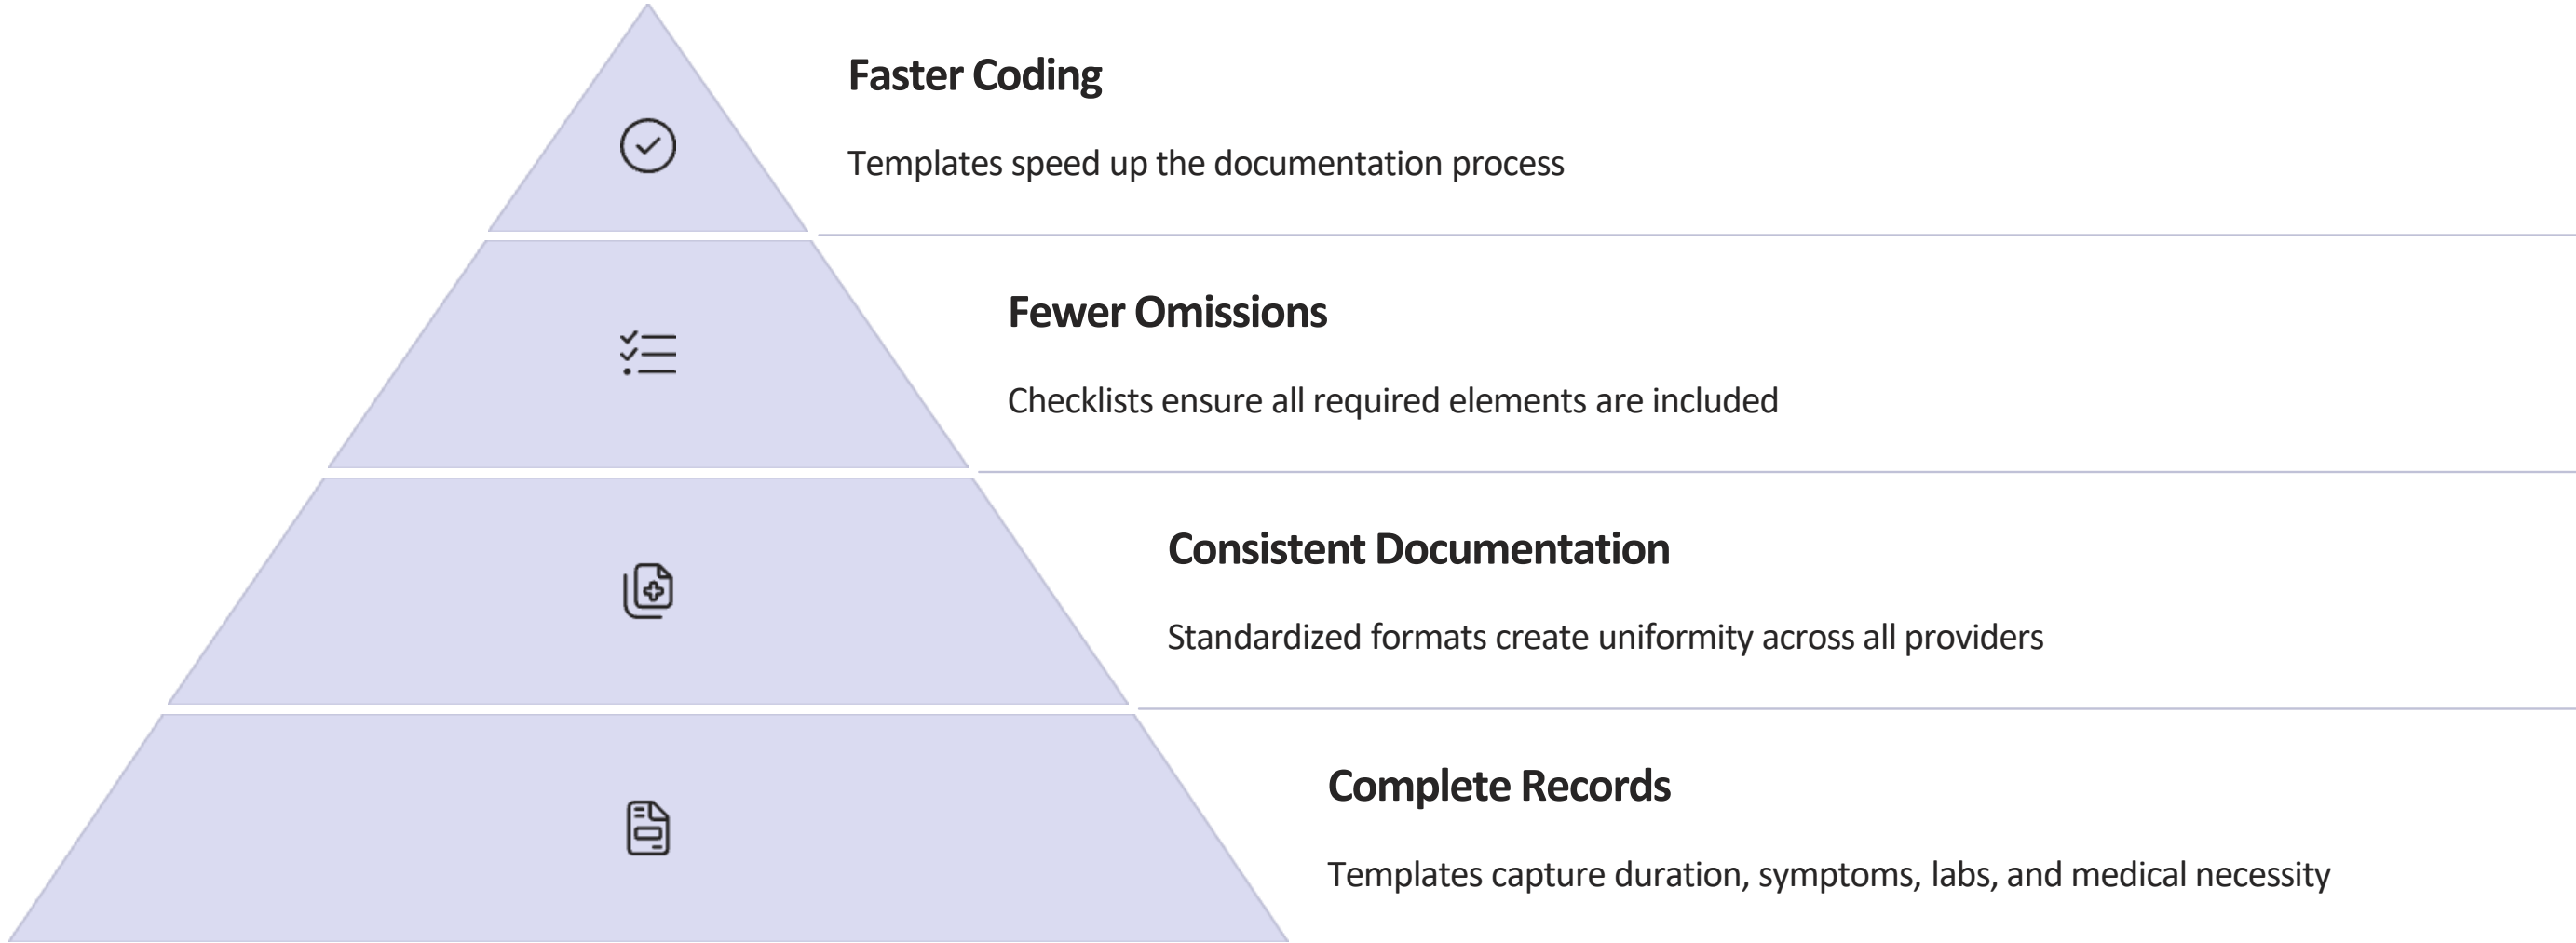 Faster Coding
Templates speed up the documentation process
Fewer Omissions
Checklists ensure all required elements are included
Consistent Documentation
Standardized formats create uniformity across all providers
Complete Records
Templates capture duration, symptoms, labs, and medical necessity